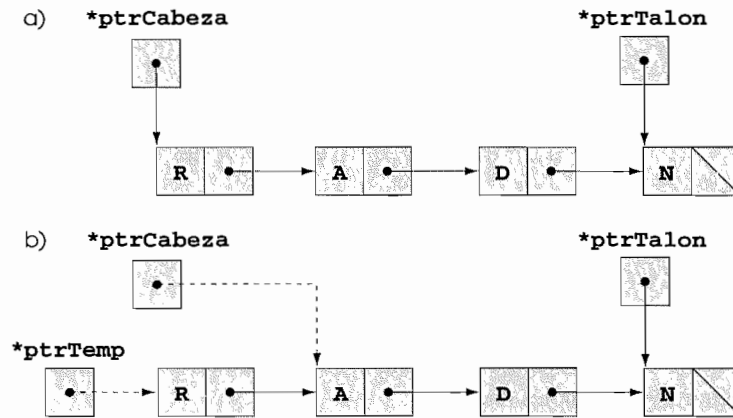 a) *ptrCabeza *ptrTalon
R A D N
b) *ptrCabeza *ptrTalon
*ptrTemp
R A D N